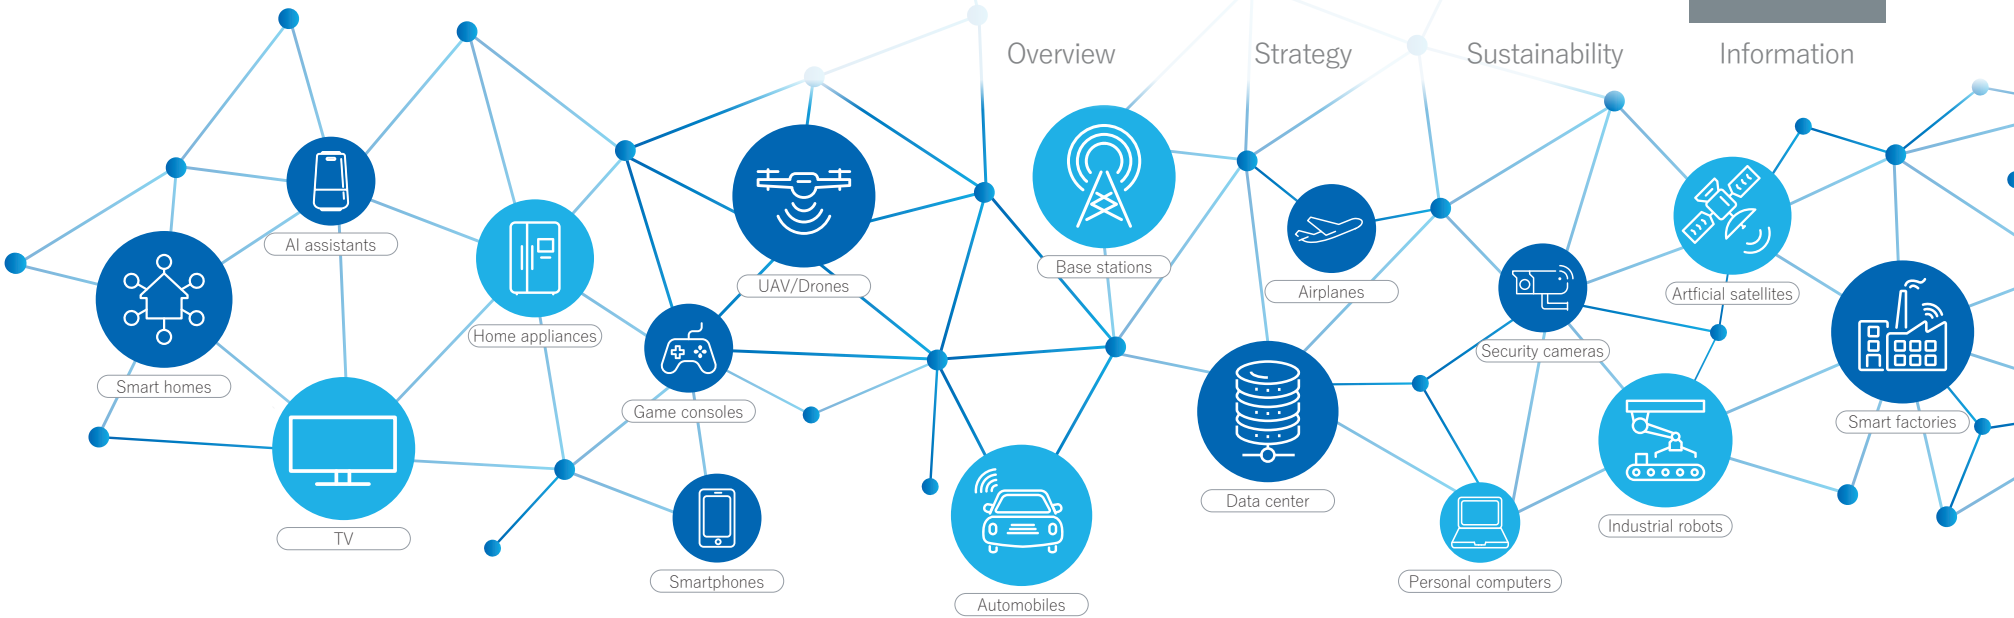 Overview
Strategy
Sustainability
Information
AI assistants
Smart homes
TV
Home appliances
Game consoles
Smartphones
UAV/Drones
Automobiles
Base stations
Airplanes
Data center
Security cameras
Personal computers
Artficial satellites
Industrial robots
Smart factories